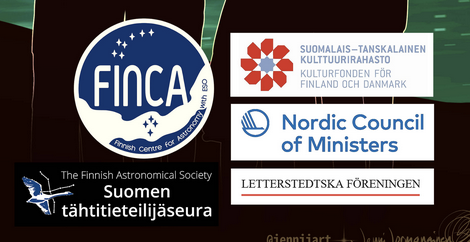 FINCA
Finnish Centre for Astronomy with ESO
SUOMALAIS–TANSKALAINEN
KULTTUURIRAHASTO
KULTURFONDEN FÖR
FINLAND OCH DANMARK
Nordic Council
of Ministers
The Finnish Astronomical Society
Suomen
tähtitieteilijäseura
LETTERSTEDTSKA FÖRENINGEN
@jennijart